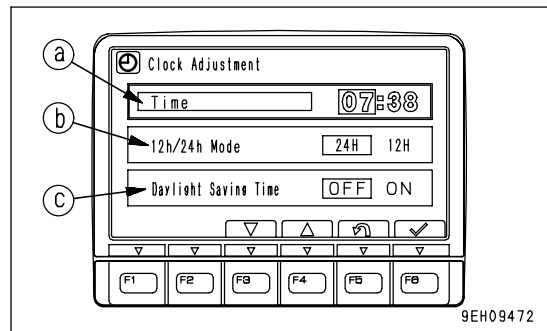 a
Clock Adjustment
Time 07:38
b
12h/24h Mode 24H 12H
c
Daylight Saving Time OFF ON
F1 F2 F3 F4 F5 F6
9EH09472